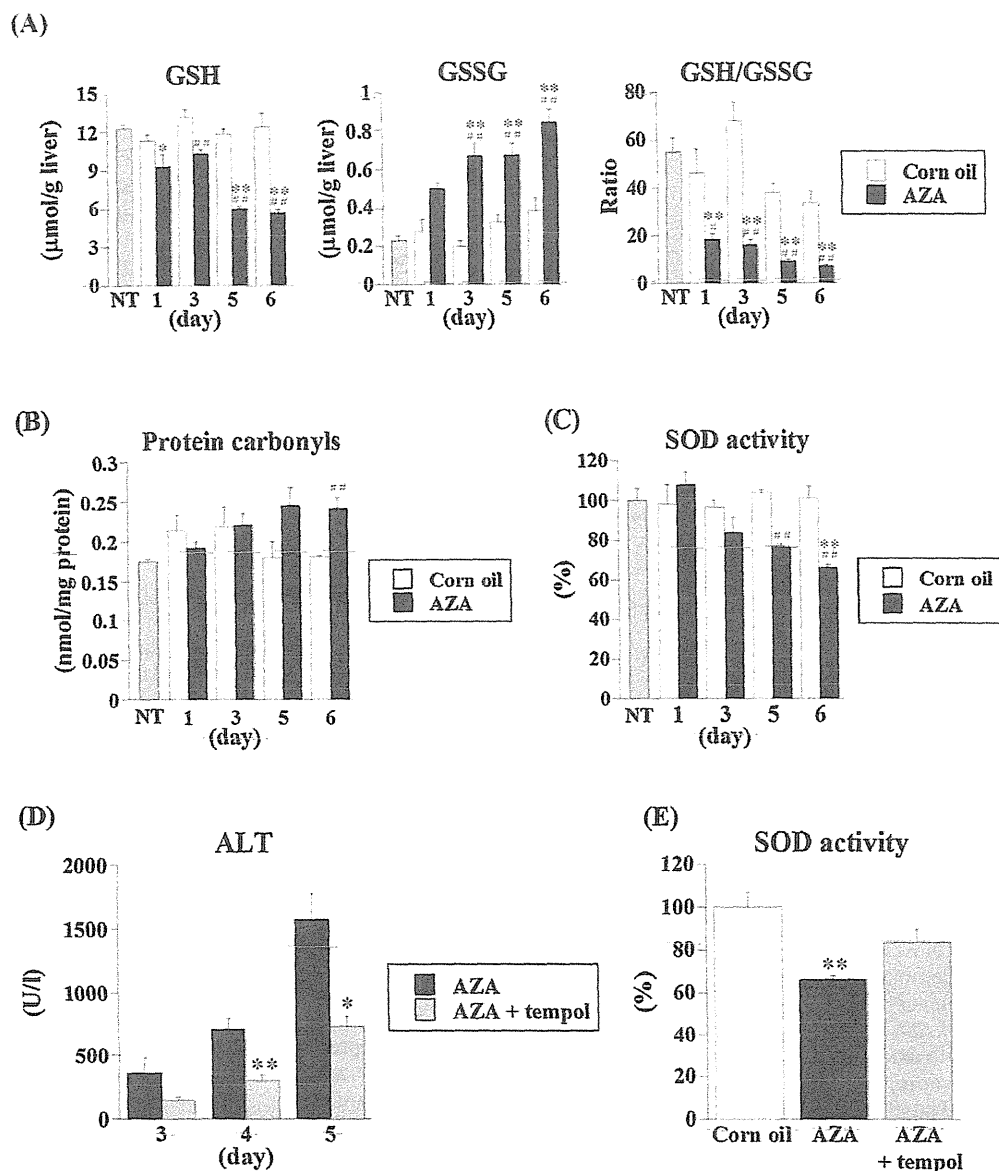 (A)
GSH
(μmol/g liver)
15
12
9
6
3
0
* ##
** ##
** ##
NT 1 3 5 6
(day)
GSSG
(μmol/g liver)
1
0.8
0.6
0.4
0.2
0
** ##
** ##
** ##
NT 1 3 5 6
(day)
GSH/GSSG
Ratio
80
60
40
20
0
** #
** ##
** ##
** ##
NT 1 3 5 6
(day)
Corn oil
AZA
(B)
Protein carbonyls
(nmol/mg protein)
0.3
0.25
0.2
0.15
0.1
0.05
0
##
NT 1 3 5 6
(day)
Corn oil
AZA
(C)
SOD activity
(%)
120
100
80
60
40
20
0
##
** ##
NT 1 3 5 6
(day)
Corn oil
AZA
(D)
ALT
(U/l)
2000
1500
1000
500
0
**
*
3 4 5
(day)
AZA
AZA + tempol
(E)
SOD activity
(%)
120
100
80
60
40
20
0
**
Corn oil AZA AZA
+ tempol